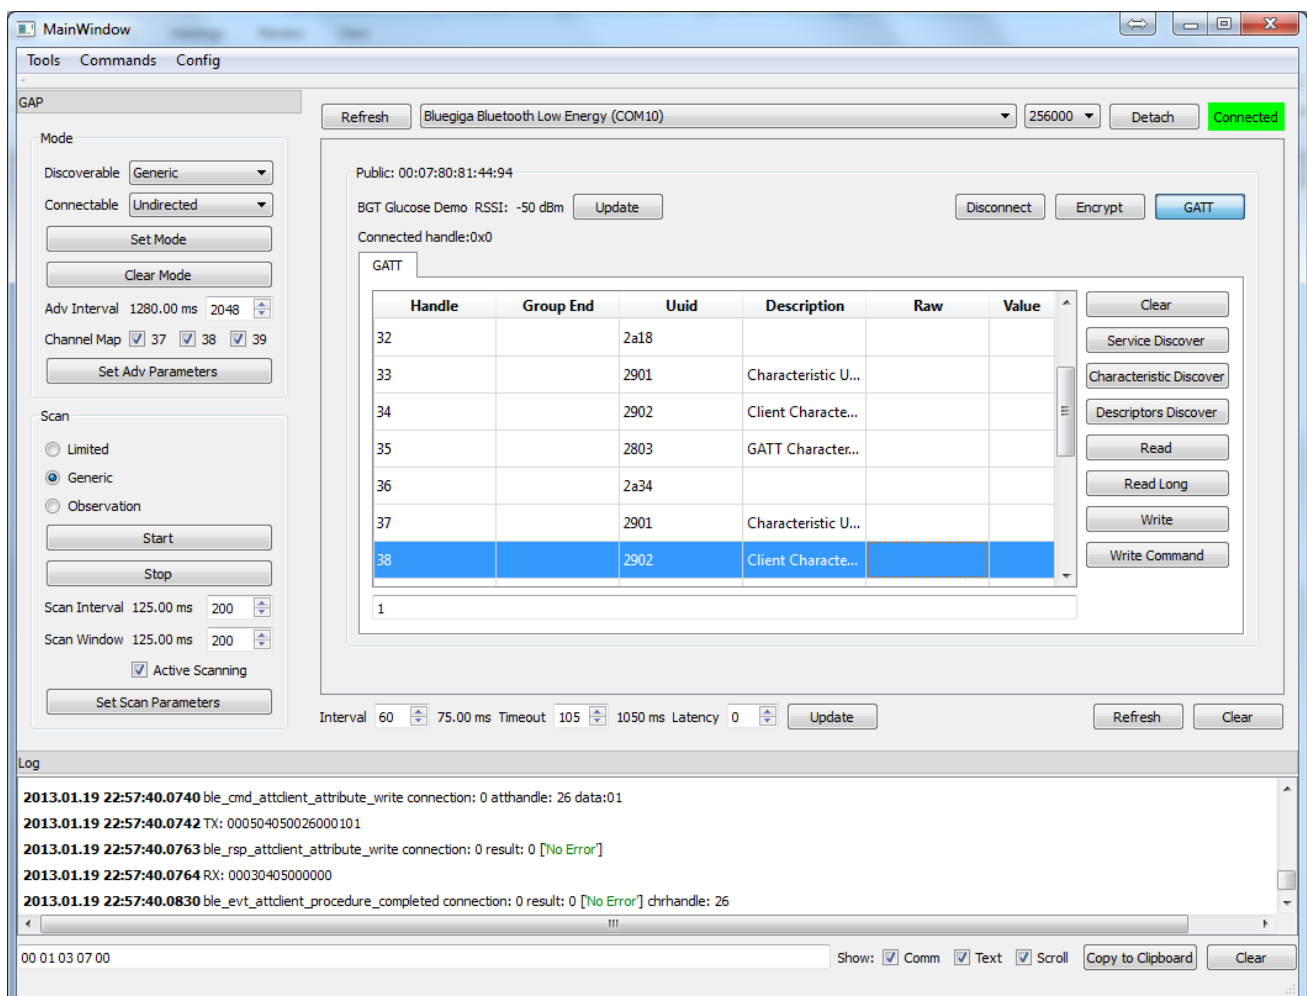 MainWindow
Tools Commands Config
GAP
Mode
Discoverable Generic
Connectable Undirected
Set Mode
Clear Mode
Adv Interval 1280.00 ms 2048
Channel Map 37 38 39
Set Adv Parameters
Scan
Limited
Generic
Observation
Start
Stop
Scan Interval 125.00 ms 200
Scan Window 125.00 ms 200
Active Scanning
Set Scan Parameters
Refresh Bluegiga Bluetooth Low Energy (COM10) 256000 Detach Connected
Public: 00:07:80:81:44:94
BGT Glucose Demo RSSI: -50 dBm Update Disconnect Encrypt GATT
Connected handle:0x0
GATT
Handle Group End Uuid Description Raw Value
32 2a18
33 2901 Characteristic U...
34 2902 Client Characte...
35 2803 GATT Character...
36 2a34
37 2901 Characteristic U...
38 2902 Client Characte...
1
Clear
Service Discover
Characteristic Discover
Descriptors Discover
Read
Read Long
Write
Write Command
Interval 60 75.00 ms Timeout 105 1050 ms Latency 0 Update Refresh Clear
Log
2013.01.19 22:57:40.0740 ble_cmd_attclient_attribute_write connection: 0 atthandle: 26 data:01
2013.01.19 22:57:40.0742 TX: 000504050026000101
2013.01.19 22:57:40.0763 ble_rsp_attclient_attribute_write connection: 0 result: 0 ['No Error']
2013.01.19 22:57:40.0764 RX: 00030405000000
2013.01.19 22:57:40.0830 ble_evt_attclient_procedure_completed connection: 0 result: 0 ['No Error'] chrhandle: 26
00 01 03 07 00 Show: Comm Text Scroll Copy to Clipboard Clear